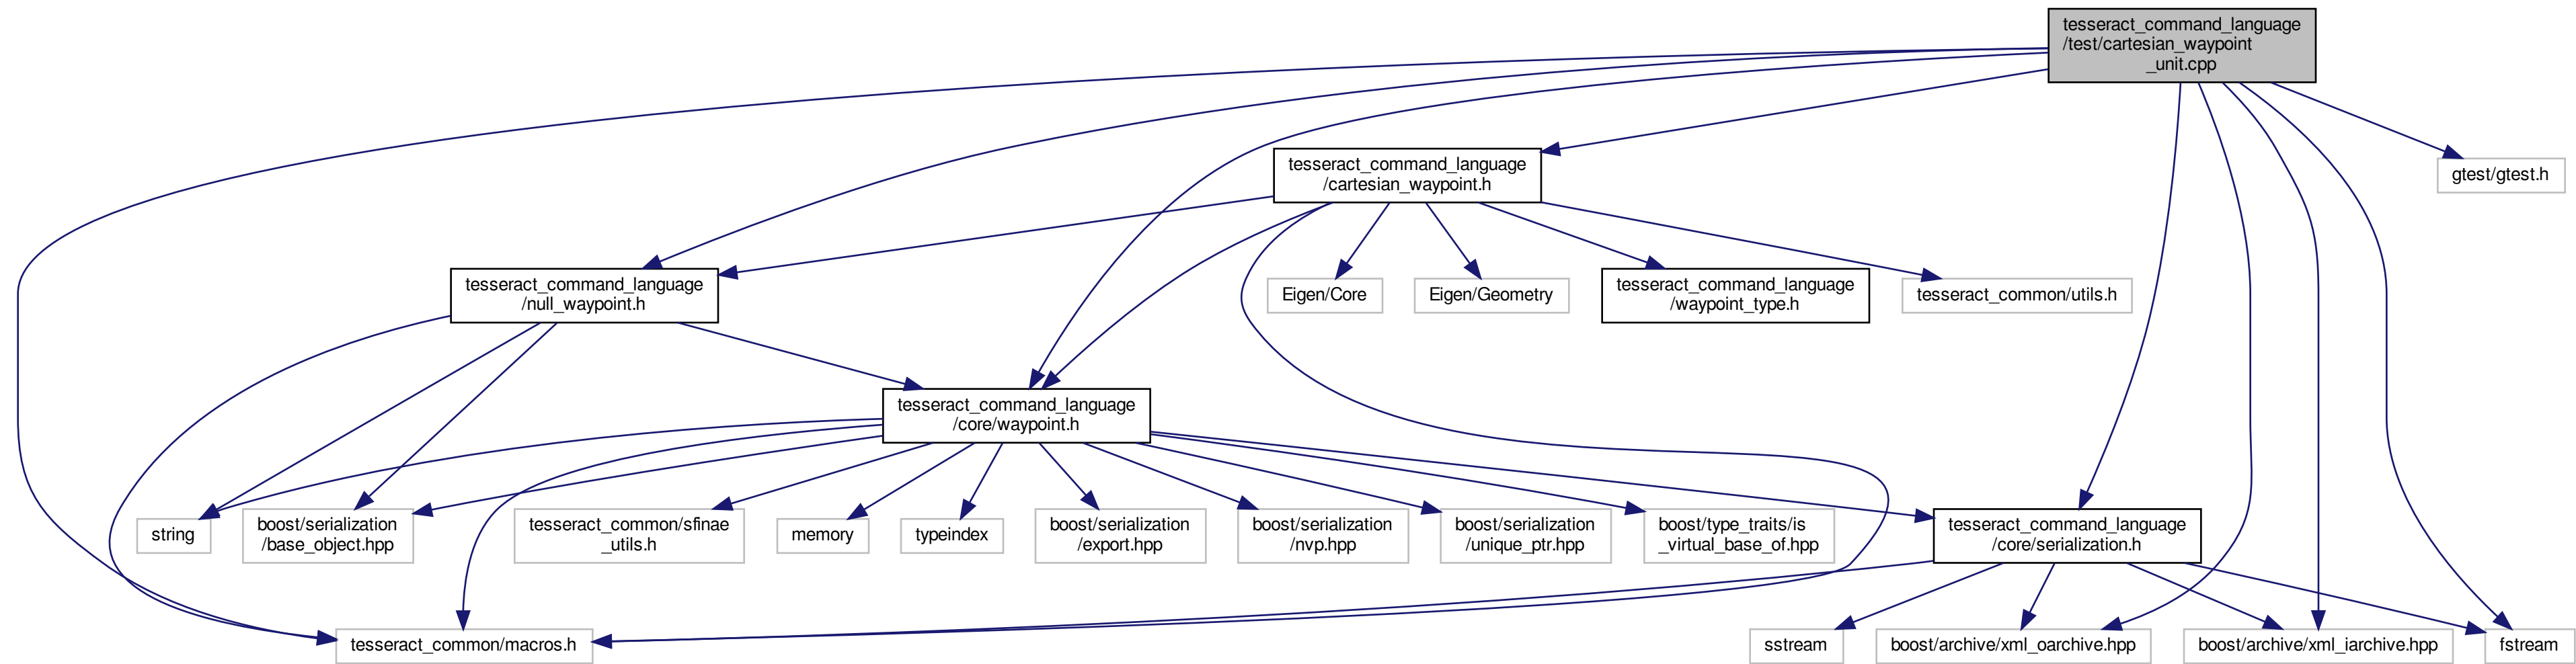 tesseract_command_language
/test/cartesian_waypoint
_unit.cpp
tesseract_command_language
/cartesian_waypoint.h
gtest/gtest.h
tesseract_command_language
/null_waypoint.h
Eigen/Core
Eigen/Geometry
tesseract_command_language
/waypoint_type.h
tesseract_common/utils.h
tesseract_command_language
/core/waypoint.h
string
boost/serialization
/base_object.hpp
tesseract_common/sfinae
_utils.h
memory
typeindex
boost/serialization
/export.hpp
boost/serialization
/nvp.hpp
boost/serialization
/unique_ptr.hpp
boost/type_traits/is
_virtual_base_of.hpp
tesseract_command_language
/core/serialization.h
tesseract_common/macros.h
sstream
boost/archive/xml_oarchive.hpp
boost/archive/xml_iarchive.hpp
fstream